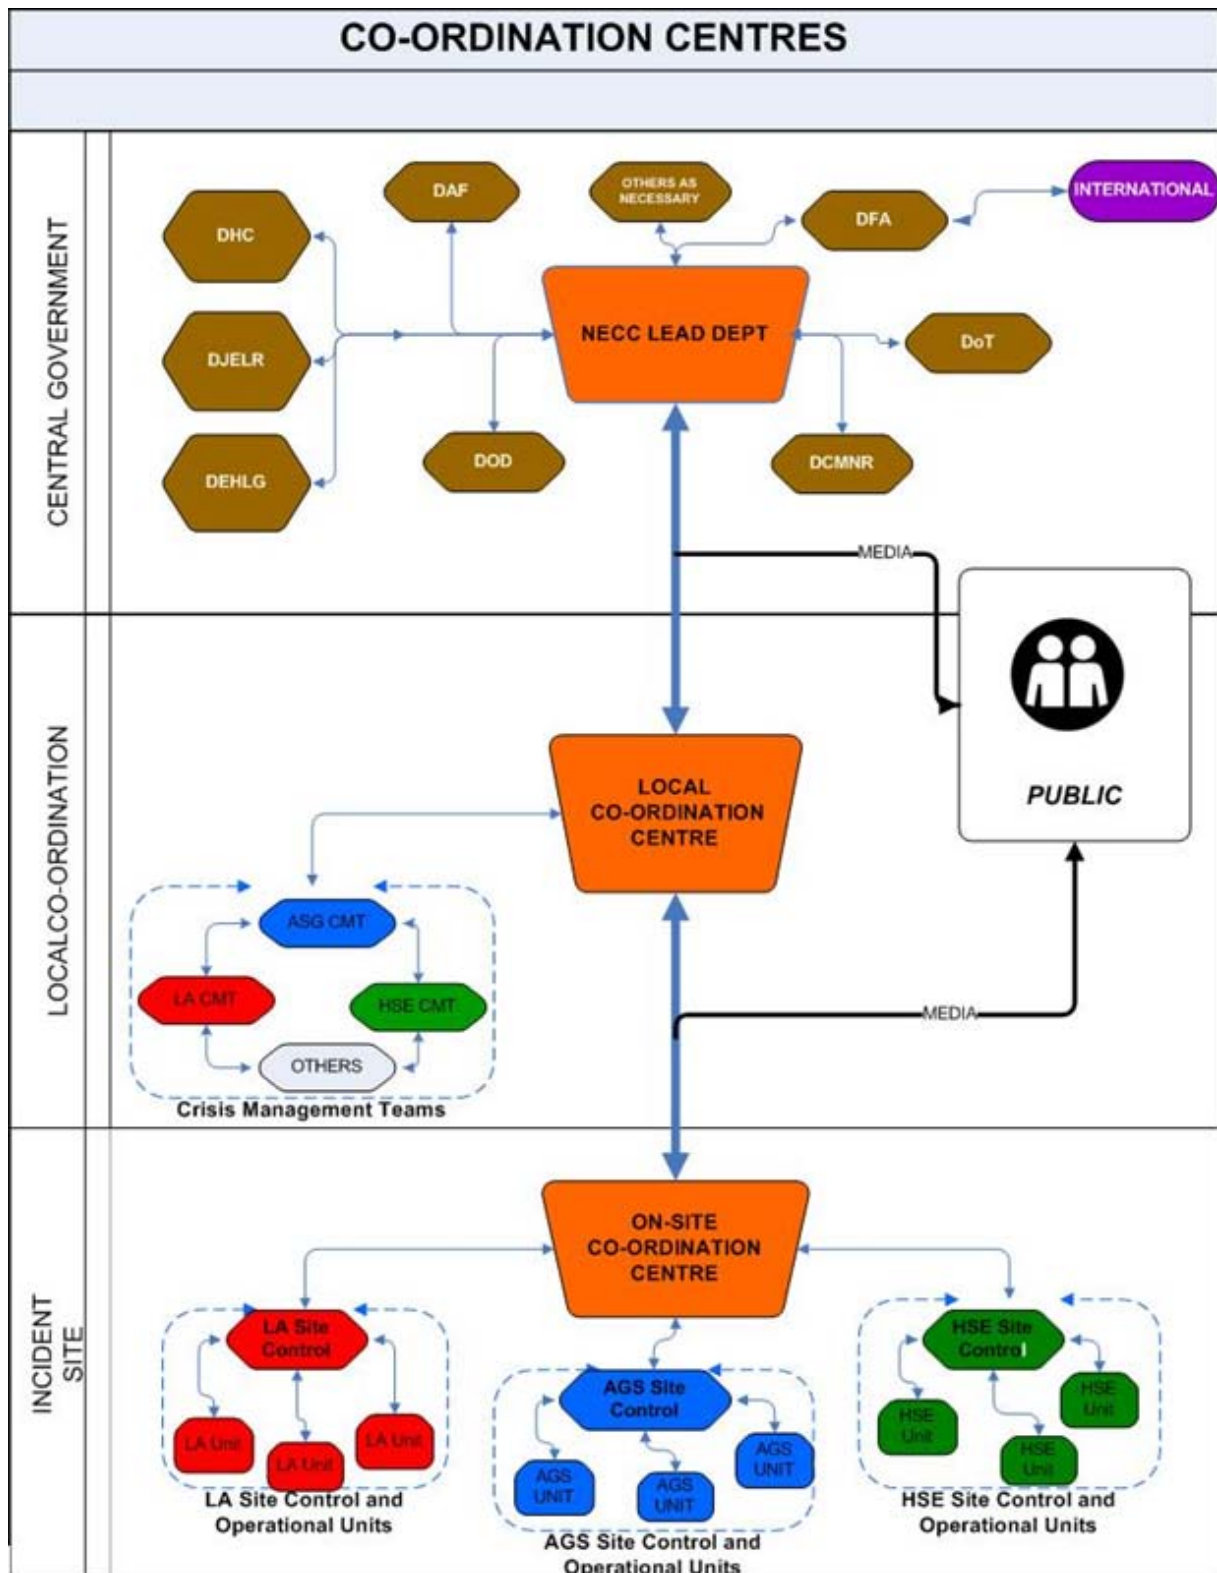 CO-ORDINATION CENTRES
CENTRAL GOVERNMENT
DAF
OTHERS AS
NECESSARY
DFA
INTERNATIONAL
DHC
NECC LEAD DEPT
DoT
DJELR
DEHLG
DOD
DCMNR
MEDIA
PUBLIC
LOCALCO-ORDINATION
LOCAL
CO-ORDINATION
CENTRE
ASG CMT
LA CMT
HSE CMT
OTHERS
Crisis Management Teams
MEDIA
INCIDENT
SITE
ON-SITE
CO-ORDINATION
CENTRE
LA Site
Control
LA Unit
LA Unit
LA Unit
LA Site Control and
Operational Units
AGS Site
Control
AGS
UNIT
AGS
UNIT
AGS
UNIT
AGS Site Control and
Operational Units
HSE Site
Control
HSE
Unit
HSE
Unit
HSE
Unit
HSE Site Control and
Operational Units